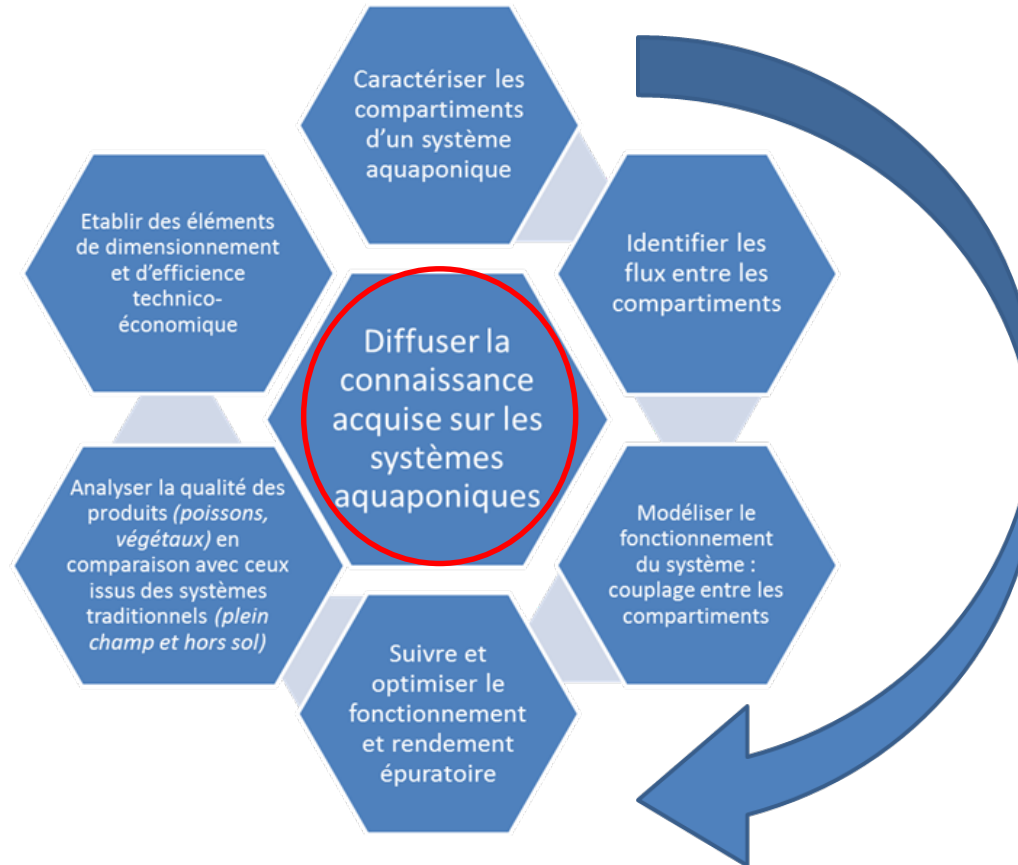 Caractériser les
compartiments
d’un système
aquaponique
Identifier les
flux entre les
compartiments
Modéliser le
fonctionnement
du système :
couplage entre les
compartiments
Suivre et
optimiser le
fonctionnement
et rendement
épuratoire
Analyser la qualité des
produits (poissons,
végétaux) en
comparaison avec ceux
issus des systèmes
traditionnels (plein
champ et hors sol)
Etablir des éléments
de dimensionnement
et d’efficience
technico-
économique
Diffuser la
connaissance
acquise sur les
systèmes
aquaponiques